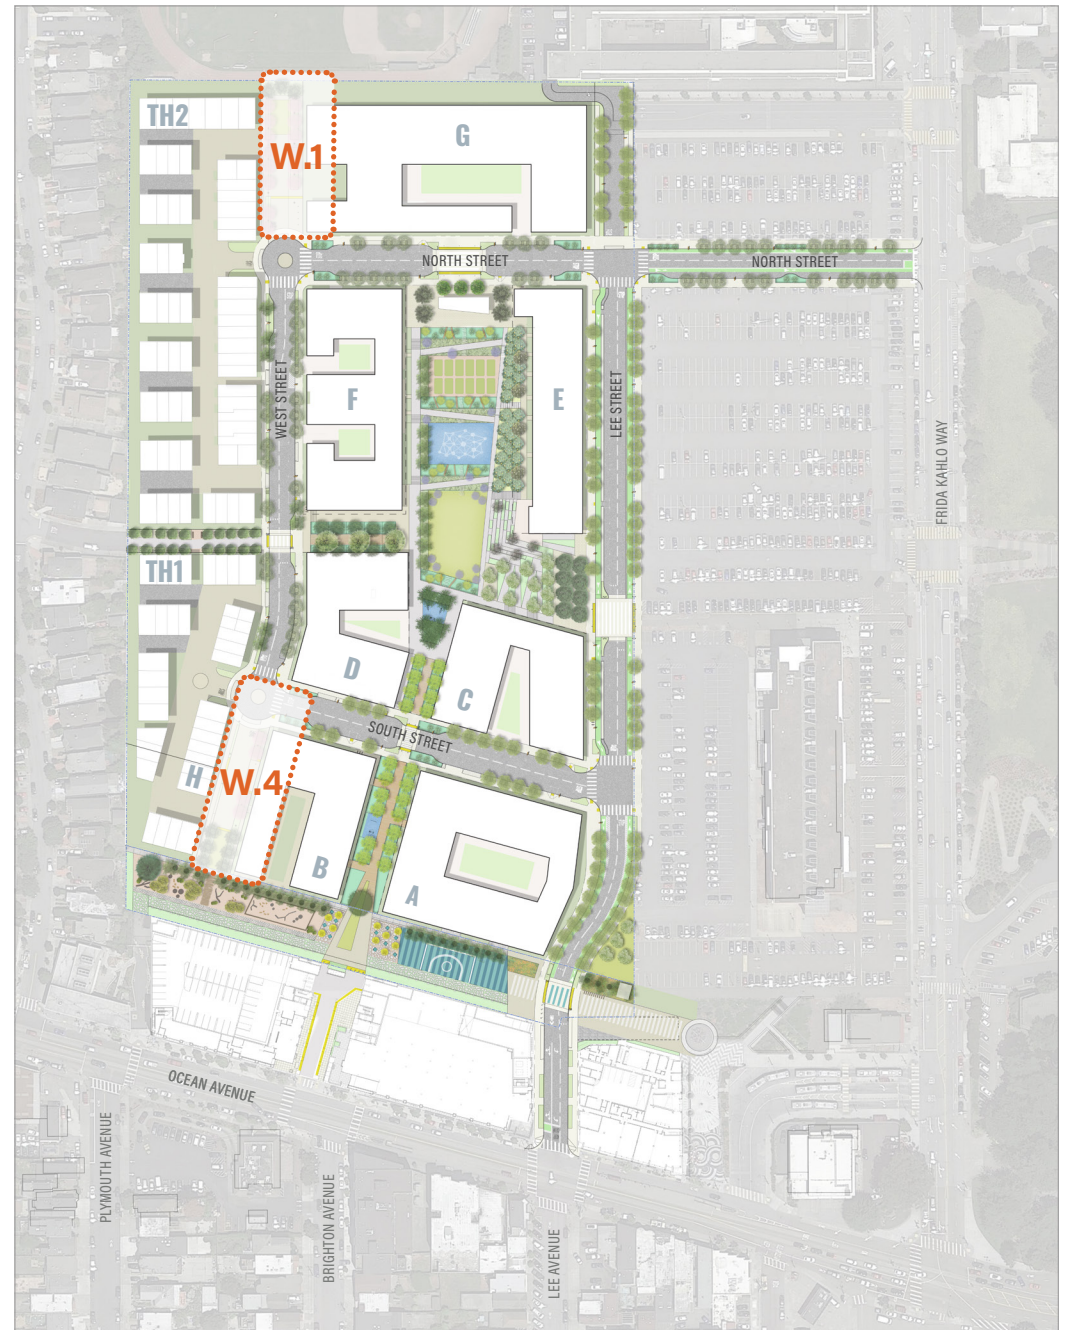 TH2
G
W.1
NORTH STREET
NORTH STREET
WEST STREET
F
E
LEE STREET
FRIDA KAHLO WAY
TH1
D
C
SOUTH STREET
H
W.4
B
A
OCEAN AVENUE
PLYMOUTH AVENUE
BRIGHTON AVENUE
LEE AVENUE